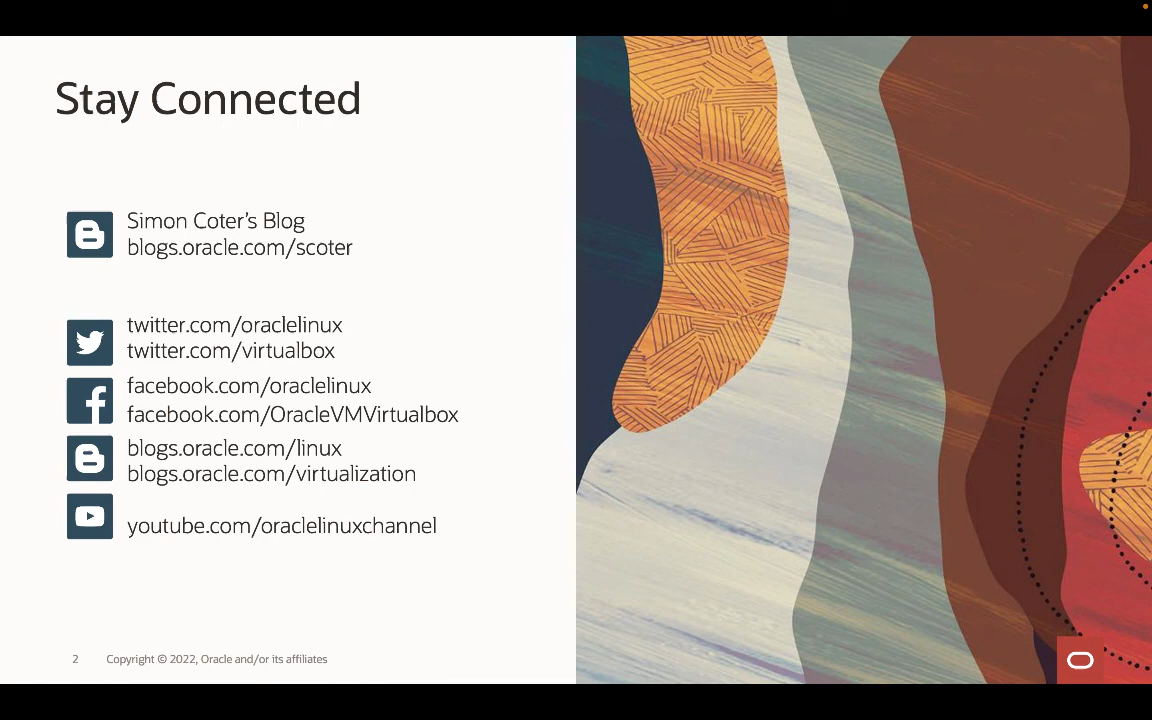 Stay Connected
Simon Coter’s Blog
blogs.oracle.com/scoter
twitter.com/oraclelinux
twitter.com/virtualbox
facebook.com/oraclelinux
facebook.com/OracleVMVirtualbox
blogs.oracle.com/linux
blogs.oracle.com/virtualization
youtube.com/oraclelinuxchannel
2 Copyright © 2022, Oracle and/or its affiliates